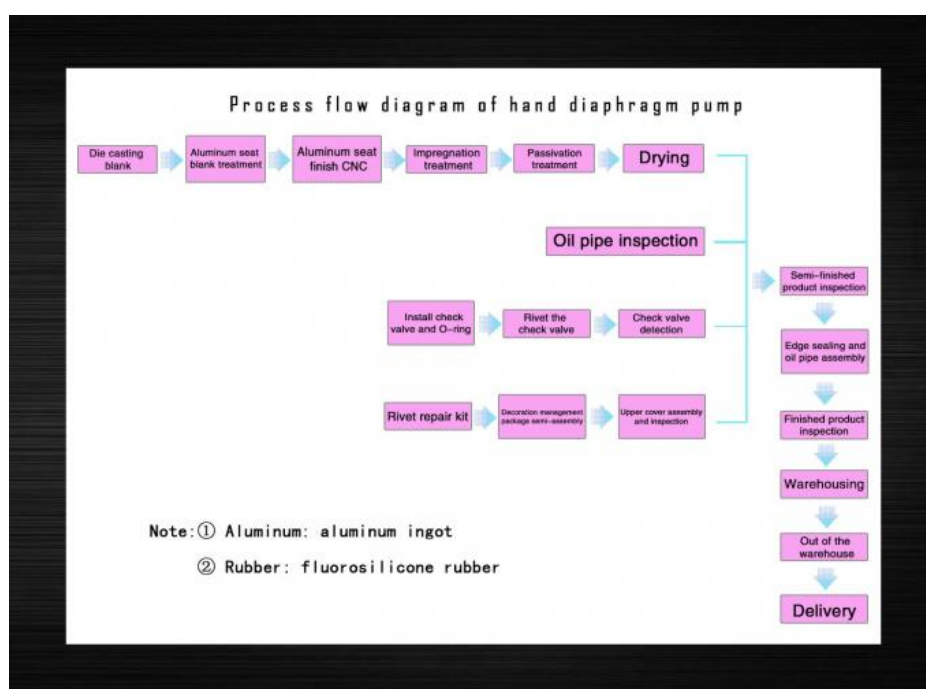 Process flow diagram of hand diaphragm pump
Die casting
blank
Aluminum seat
blank treatment
Aluminum seat
finish CNC
Impregnation
treatment
Passivation
treatment
Drying
Oil pipe inspection
Install check
valve and O-ring
Rivet the
check valve
Check valve
detection
Rivet repair kit
Decoration management
package semi-assembly
Upper cover assembly
and inspection
Semi-finished
product inspection
Edge sealing and
oil pipe assembly
Finished product
inspection
Warehousing
Out of the
warehouse
Delivery
Note:① Aluminum: aluminum ingot
② Rubber: fluorosilicone rubber